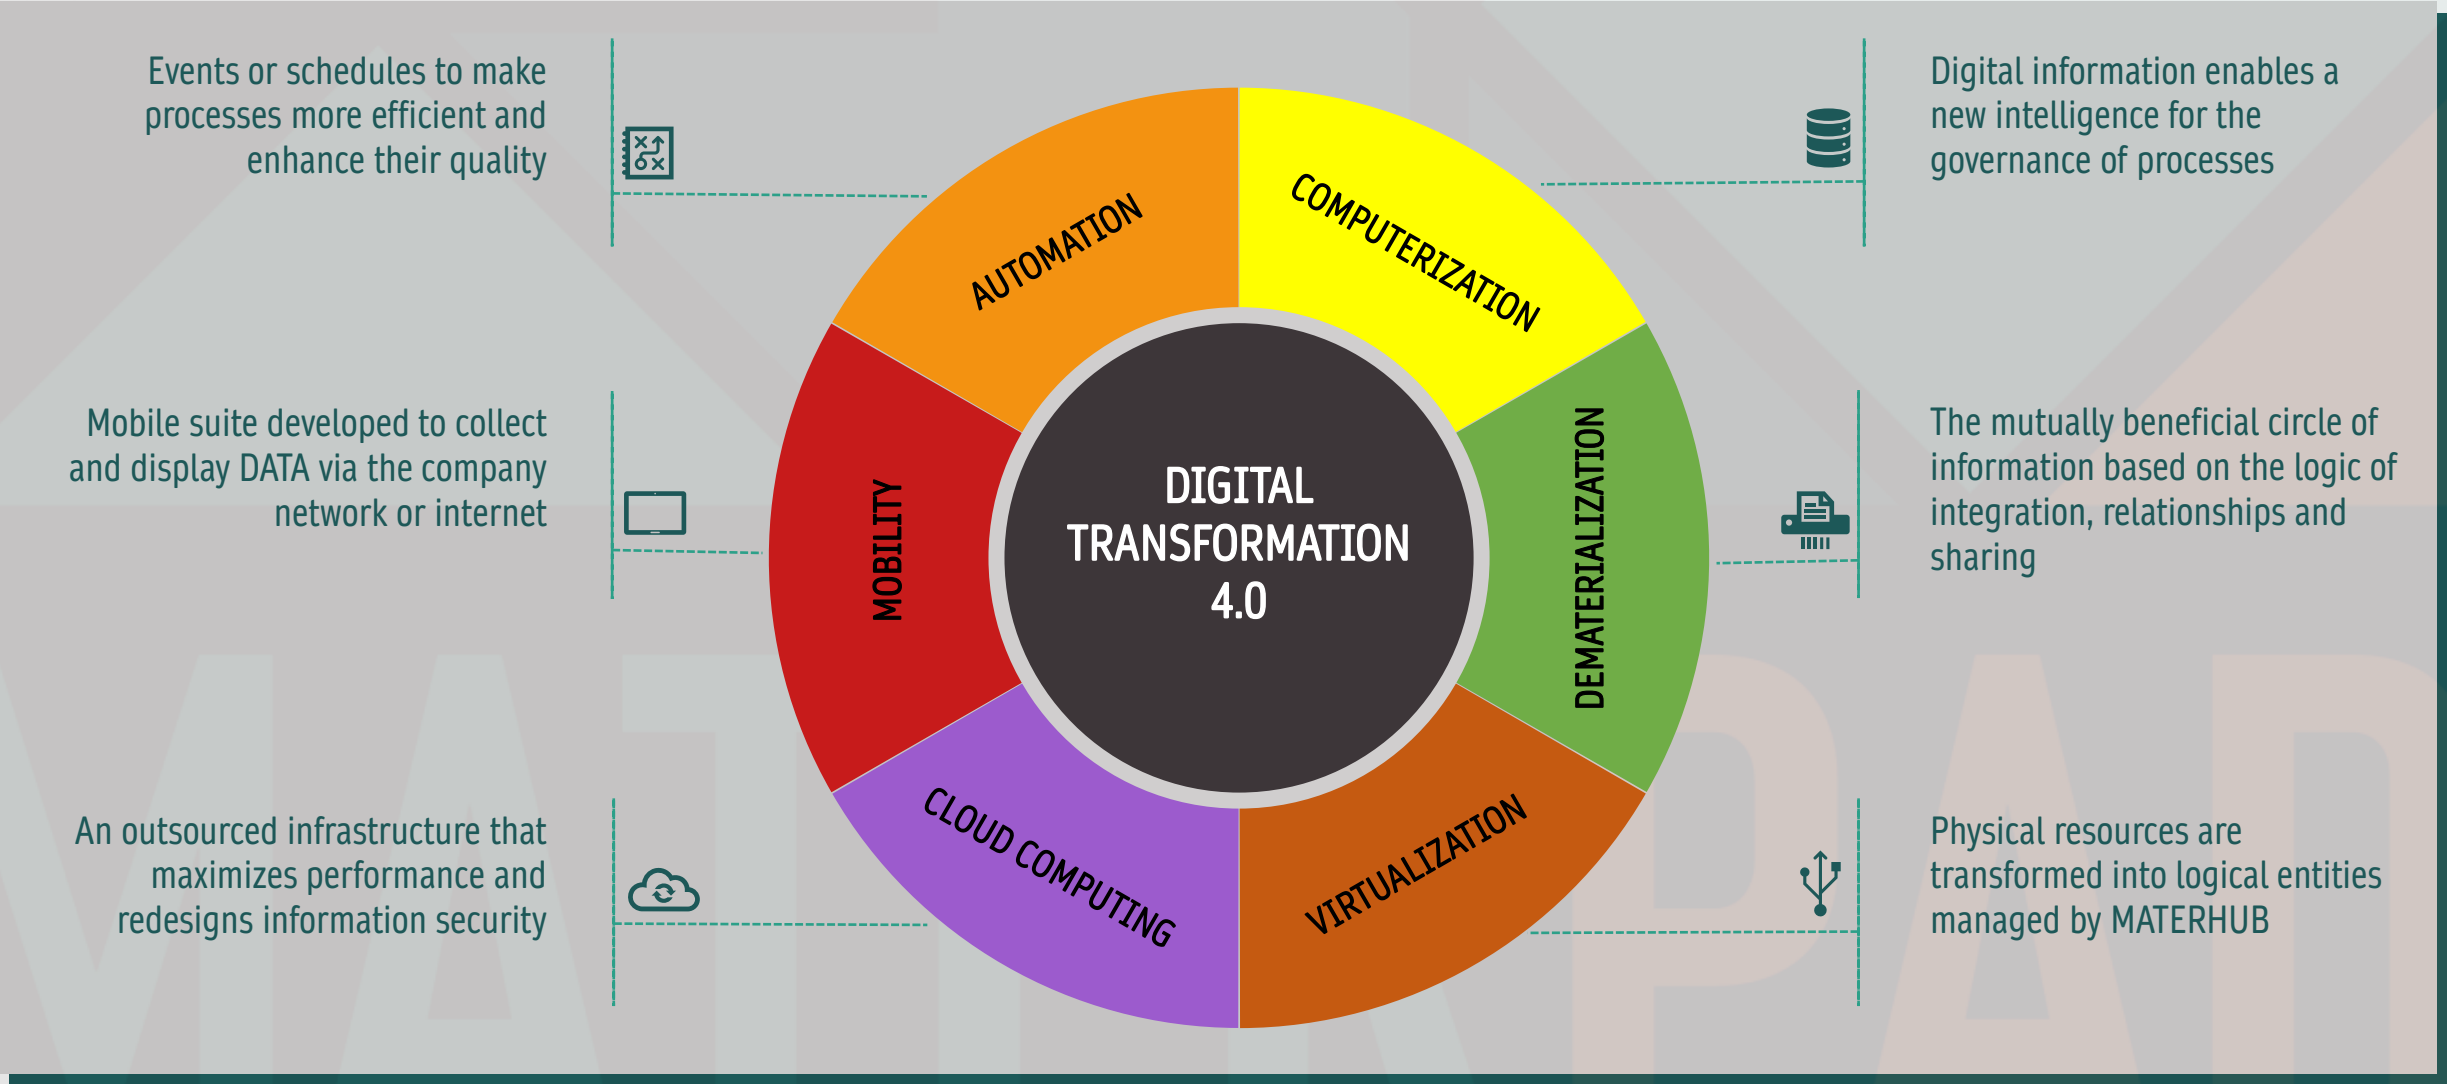 Events or schedules to make
processes more efficient and
enhance their quality
Mobile suite developed to collect
and display DATA via the company
network or internet
An outsourced infrastructure that
maximizes performance and
redesigns information security
AUTOMATION
COMPUTERIZATION
MOBILITY
DIGITAL
TRANSFORMATION
4.0
DEMATERIALIZATION
CLOUD COMPUTING
VIRTUALIZATION
Digital information enables a
new intelligence for the
governance of processes
The mutually beneficial circle of
information based on the logic of
integration, relationships and
sharing
Physical resources are
transformed into logical entities
managed by MATERHUB